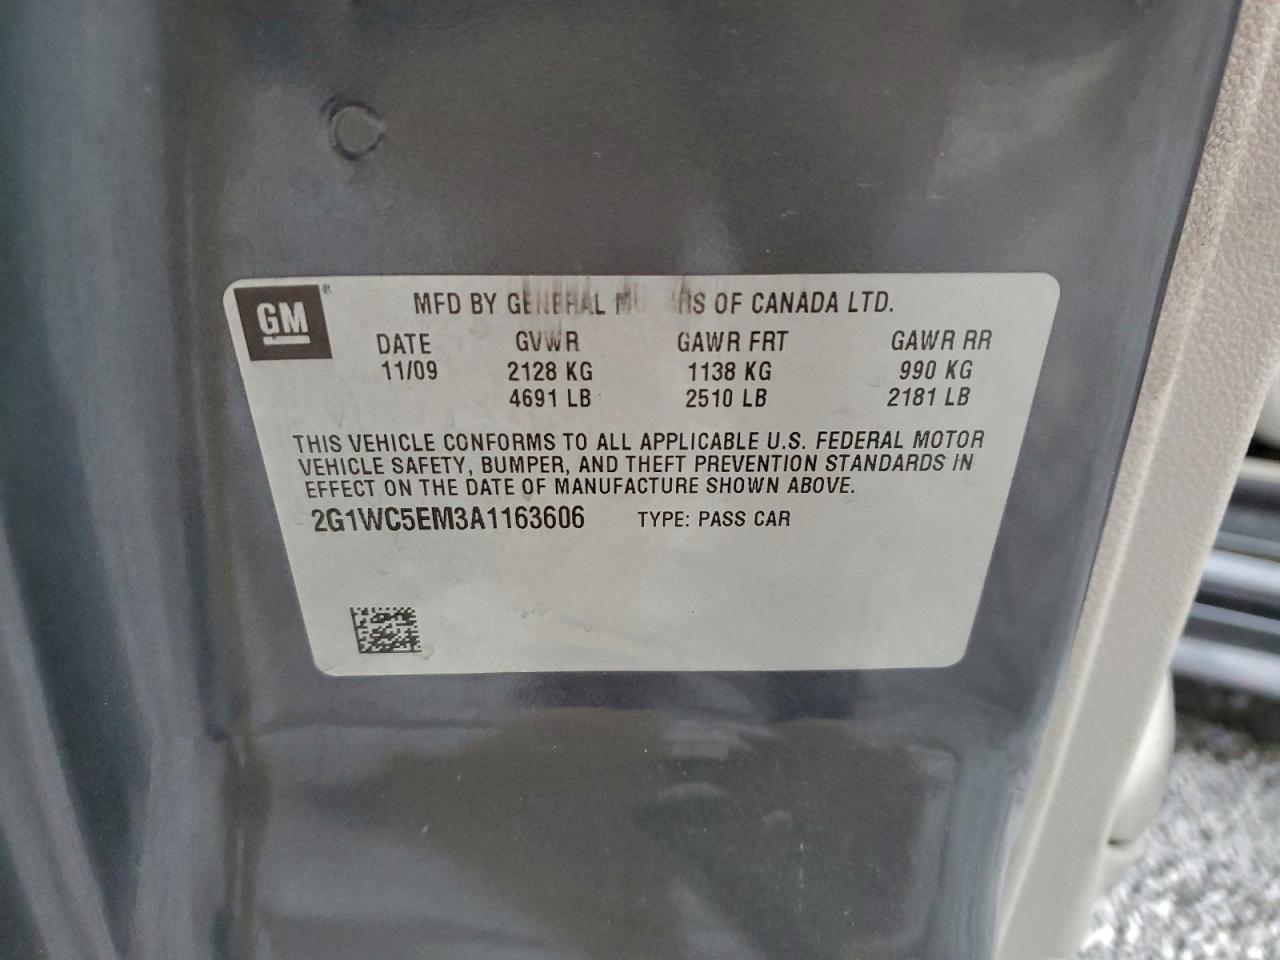 GM ®
MFD BY GENERAL MOTORS OF CANADA LTD.
DATE GVWR GAWR FRT GAWR RR
11/09 2128 KG 1138 KG 990 KG
4691 LB 2510 LB 2181 LB
THIS VEHICLE CONFORMS TO ALL APPLICABLE U.S. FEDERAL MOTOR
VEHICLE SAFETY, BUMPER, AND THEFT PREVENTION STANDARDS IN
EFFECT ON THE DATE OF MANUFACTURE SHOWN ABOVE.
2G1WC5EM3A1163606 TYPE: PASS CAR